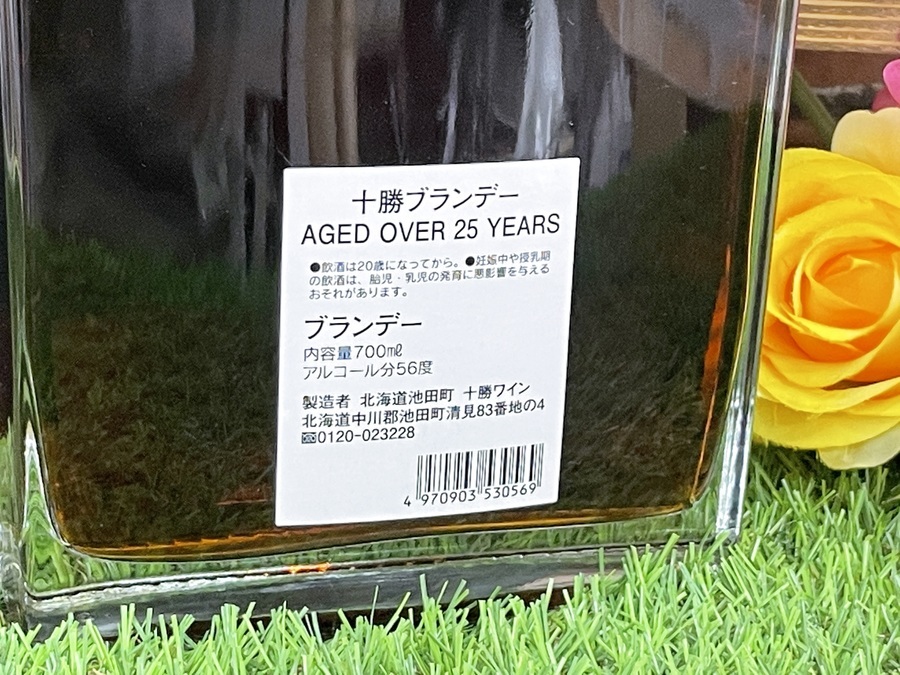 十勝ブランデー
AGED OVER 25 YEARS
●飲酒は20歳になってから。●妊娠中や授乳期
の飲酒は、胎児・乳児の発育に悪影響を与える
おそれがあります。
ブランデー
内容量700㎖
アルコール分56度
製造者 北海道池田町 十勝ワイン
北海道中川郡池田町清見83番地の4
0120-023228
4 970903 530569